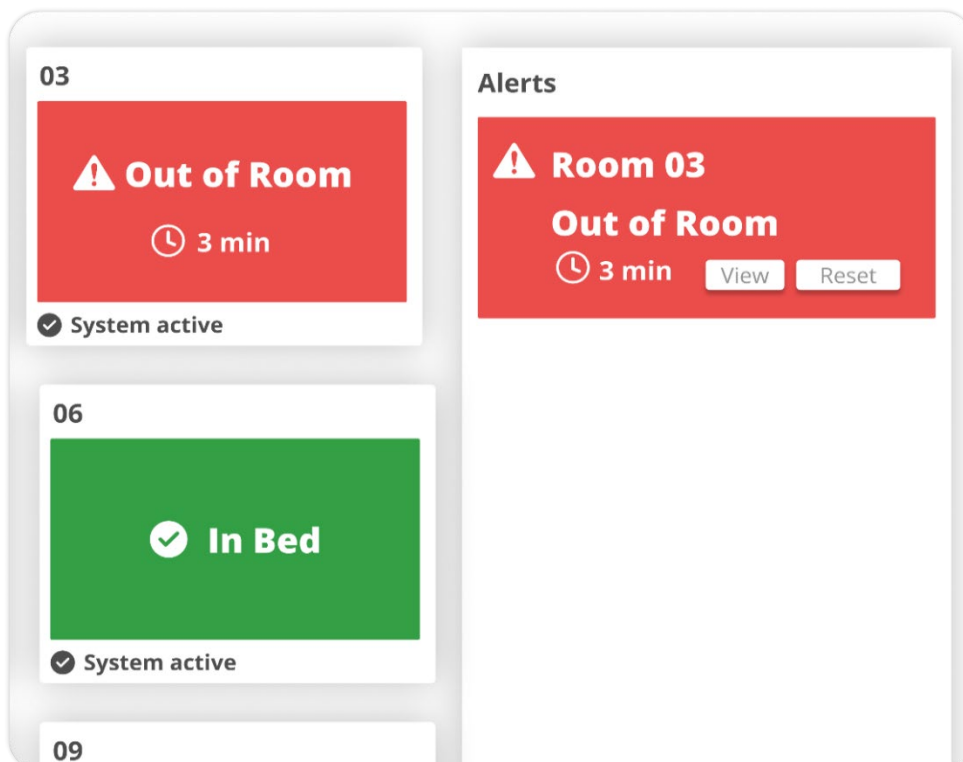 03
Out of Room
3 min
System active
06
In Bed
System active
09
Alerts
Room 03
Out of Room
3 min View Reset